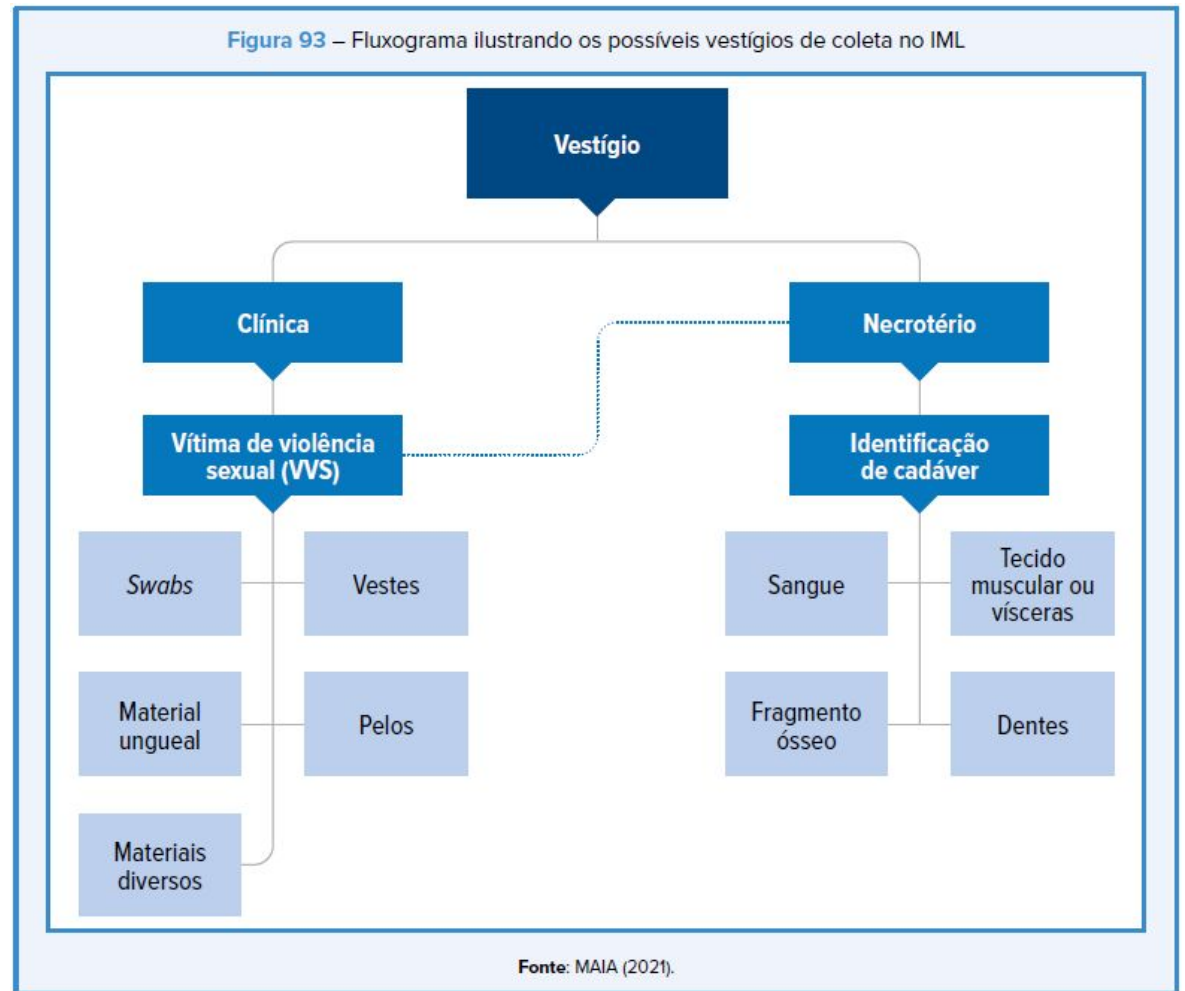 Figura 93 – Fluxograma ilustrando os possíveis vestígios de coleta no IML
Vestígio
Clínica
Necrotério
Vítima de violência
sexual (VVS)
Identificação
de cadáver
Swabs
Vestes
Sangue
Tecido
muscular ou
vísceras
Material
ungueal
Pelos
Fragmento
ósseo
Dentes
Materiais
diversos
Fonte: MAIA (2021).